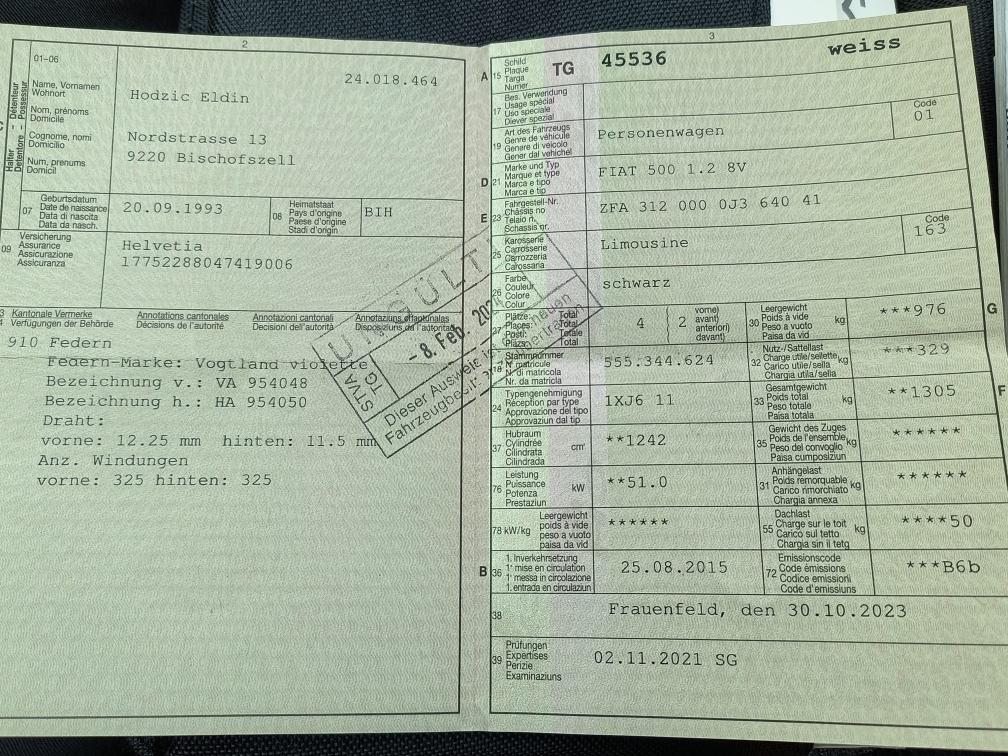 2
01-06
24.018.464
Halter – Détenteur
Detentore – Possessur
Name, Vornamen
Wohnort
Nom, prénoms
Domicile
Cognome, nomi
Domicilio
Num, prenums
Domicil
Hodzic Eldin
Nordstrasse 13
9220 Bischofszell
07
Geburtsdatum
Date de naissance
Data di nascita
Data da nasch.
20.09.1993
08
Heimatstaat
Pays d'origine
Paese d'origine
Stadi d'origin
BIH
09
Versicherung
Assurance
Assicurazione
Assicuranza
Helvetia
17752288047419006
Kantonale Vermerke
Verfügungen der Behörde
Annotations cantonales
Décisions de l'autorité
Annotazioni cantonali
Decisioni dell'autorità
Annotaziuns chantunalas
Disposiziuns da l'autoritad
910 Federn
Federn-Marke: Vogtland violette
Bezeichnung v.: VA 954048
Bezeichnung h.: HA 954050
Draht:
vorne: 12.25 mm hinten: 11.5 mm
Anz. Windungen
vorne: 325 hinten: 325
UNGÜLTIG
STVA
TG
- 8. Feb.
Dieser Ausweis
3
A
15
Schild
Plaque
Targa
Numer
TG 45536 weiss
17
Bes. Verwendung
Usage spécial
Uso speciale
Diever spezial
19
Art des Fahrzeugs
Genre de véhicule
Genere di veicolo
Gener dal vehichel
Personenwagen
Code
01
D
21
Marke und Typ
Marque et type
Marca e tipo
Marca e tip
FIAT 500 1.2 8V
E
23
Fahrgestell-Nr.
Châssis no
Telaio n.
Schassis nr.
ZFA 312 000 0J3 640 41
25
Karosserie
Carrosserie
Carrozzeria
Carossaria
Limousine
Code
163
26
Farbe
Couleur
Colore
Colur
schwarz
27
Plätze: Total
Places: Total
Posti: Totale
Plazs: Total
4
2
vorne)
avant)
anteriori)
davant)
30
Leergewicht
Poids à vide
Peso a vuoto
Paisa da vid
kg
***976
G
18
Stammnummer
N° matricule
N° di matricola
Nr. da matricla
555.344.624
32
Nutz-/Sattellast
Charge utile/sellette
Carico utile/sella
Chargia utila/sella
kg
***329
24
Typengenehmigung
Réception par type
Approvazione del tipo
Approvaziun dal tip
1XJ6 11
33
Gesamtgewicht
Poids total
Peso totale
Paisa totala
kg
**1305
F
37
Hubraum
Cylindrée
Cilindrata
Cilindrada
cm³
**1242
35
Gewicht des Zuges
Poids de l'ensemble
Peso del convoglio
Paisa cumposiziun
kg
******
76
Leistung
Puissance
Potenza
Prestaziun
kW
**51.0
31
Anhängelast
Poids remorquable
Carico rimorchiato
Chargia annexa
kg
******
78 kW/kg
Leergewicht
poids à vide
peso a vuoto
paisa da vid
******
55
Dachlast
Charge sur le toit
Carico sul tetto
Chargia sin il tetg
kg
****50
B
36
1. Inverkehrsetzung
1re mise en circulation
1a messa in circolazione
1. entrada en circulaziun
25.08.2015
72
Emissionscode
Code émissions
Codice emissioni
Code d'emissiuns
***B6b
38
Frauenfeld, den 30.10.2023
39
Prüfungen
Expertises
Perizie
Examinaziuns
02.11.2021 SG